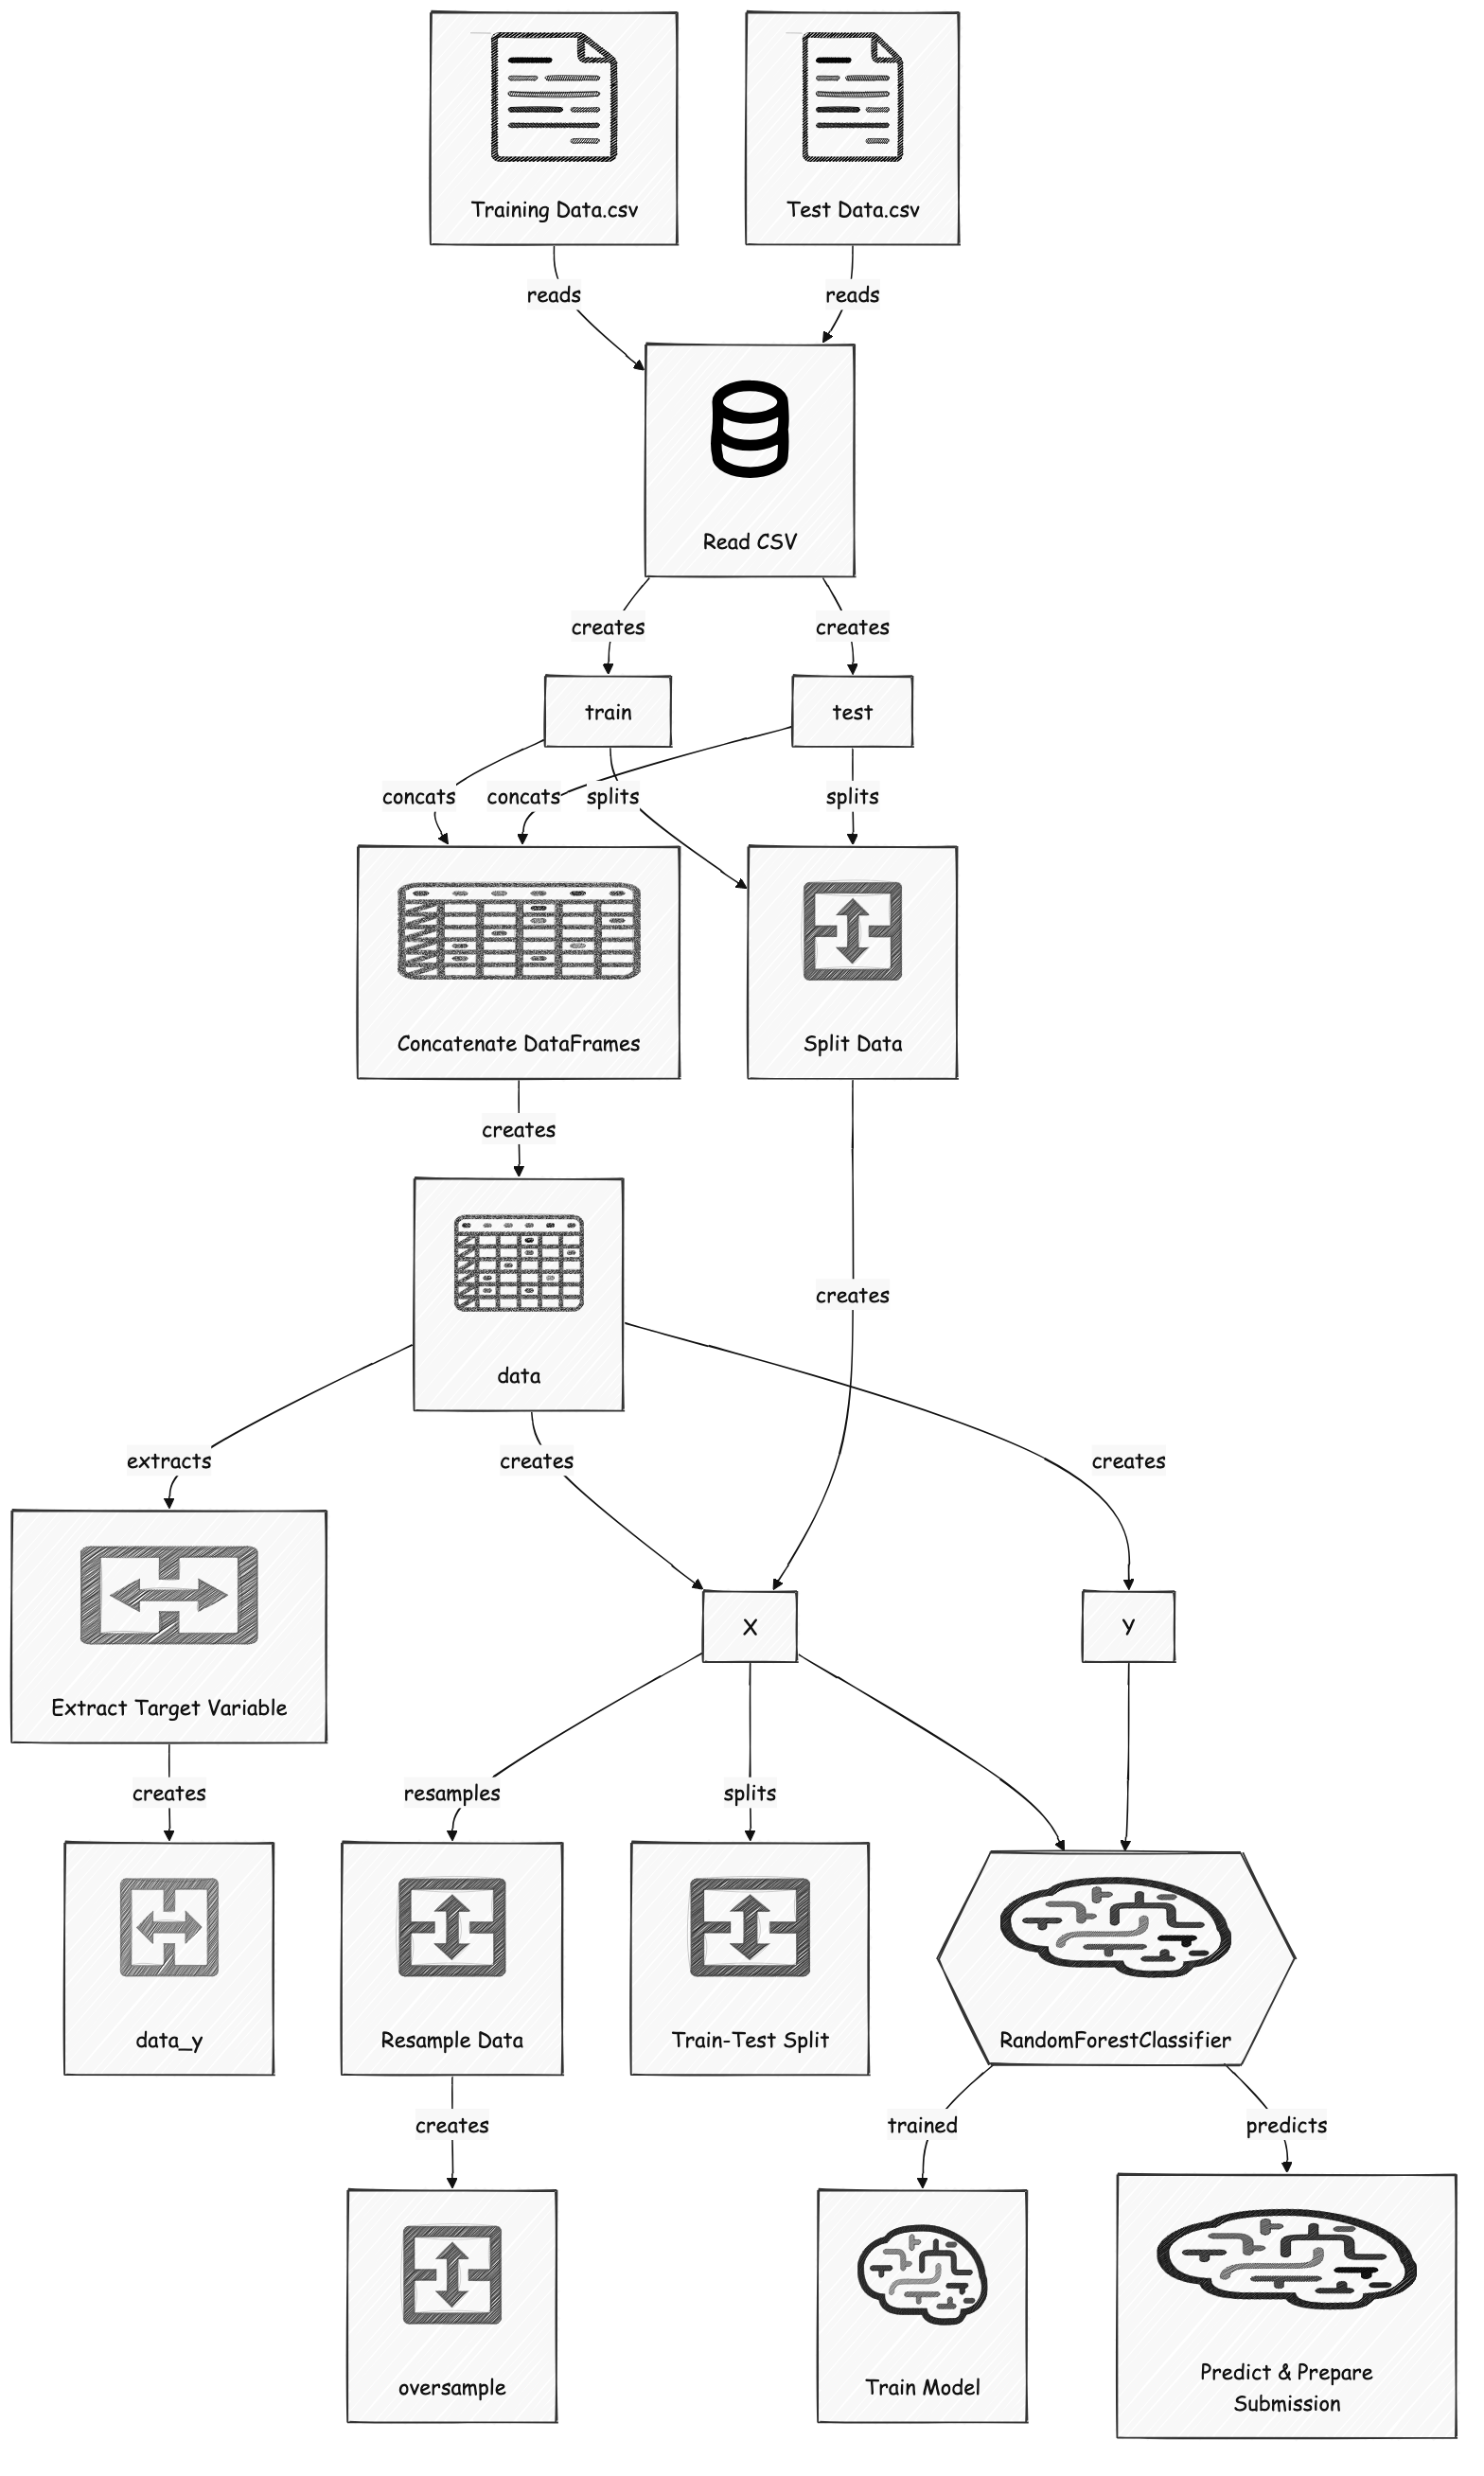 Training Data.csv
Test Data.csv
reads
reads
Read CSV
creates
creates
train
test
concats
concats
splits
splits
Concatenate DataFrames
Split Data
creates
creates
data
extracts
creates
creates
Extract Target Variable
X
y
creates
resamples
splits
data_y
Resample Data
Train-Test Split
RandomForestClassifier
creates
trained
predicts
oversample
Train Model
Predict & Prepare
Submission